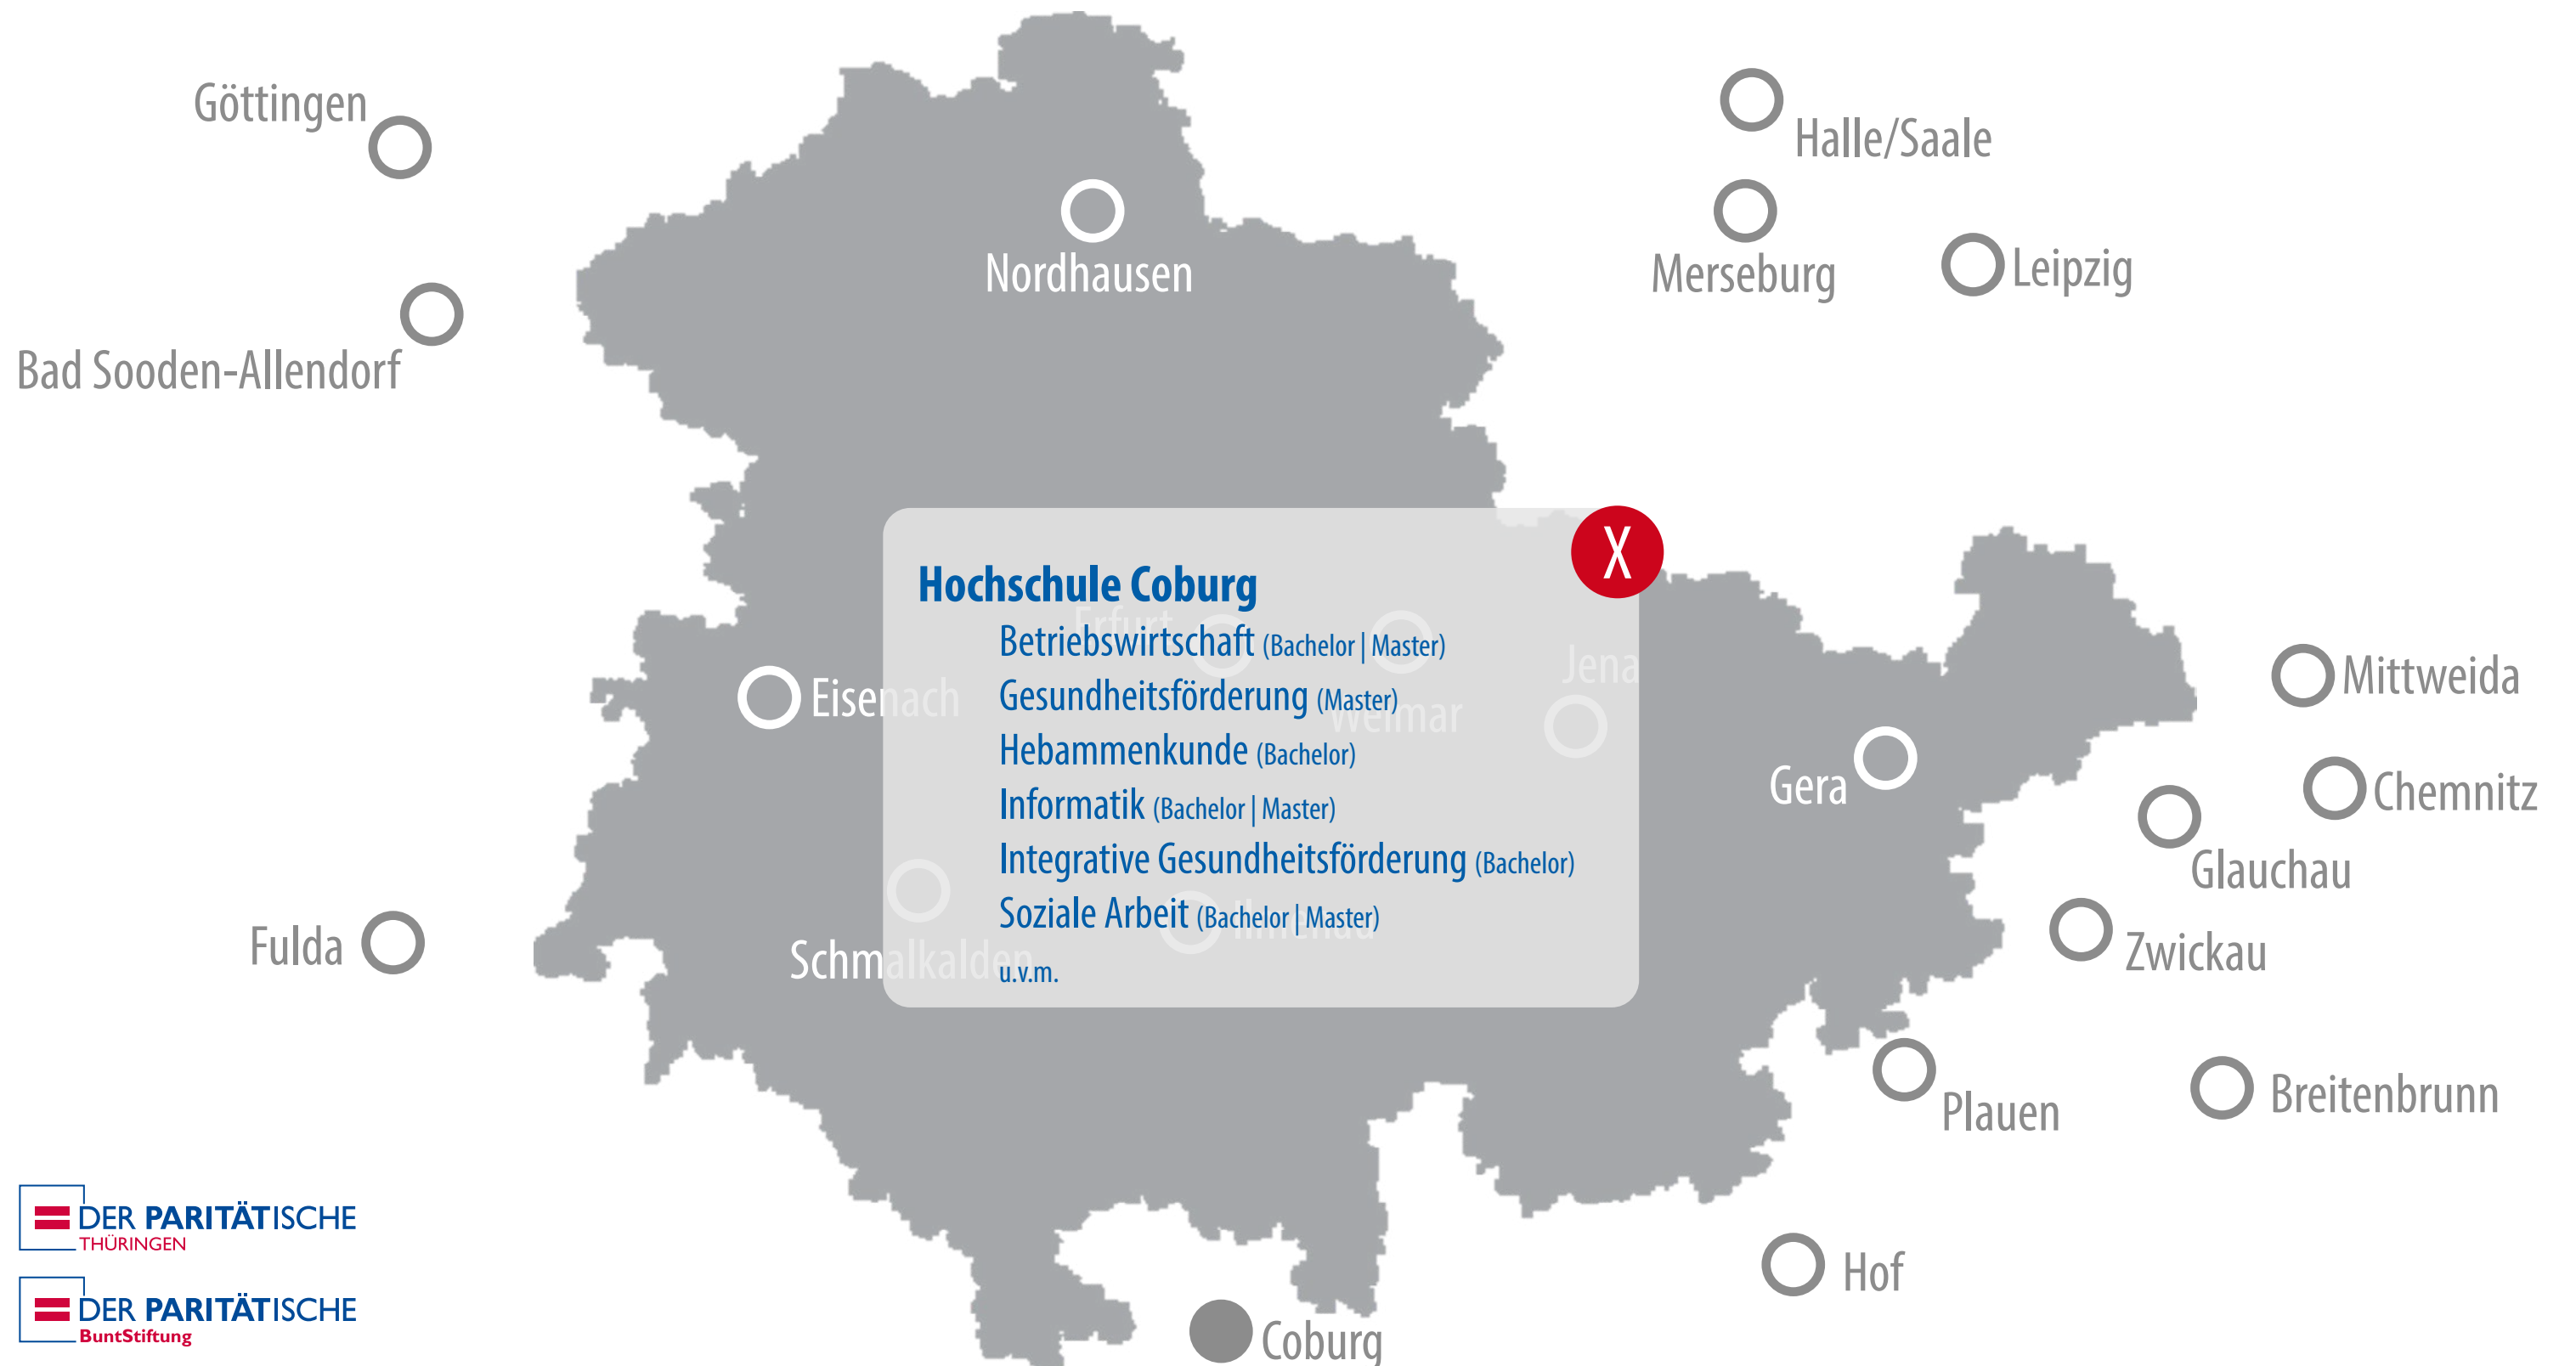 Göttingen
Halle/Saale
Nordhausen
Merseburg
Leipzig
Bad Sooden-Allendorf
X
Hochschule Coburg
Erfurt
Betriebswirtschaft (Bachelor | Master)
Jena
Mittweida
Eisenach
Gesundheitsförderung (Master)
Weimar
Hebammenkunde (Bachelor)
Gera
Chemnitz
Informatik (Bachelor | Master)
Integrative Gesundheitsförderung (Bachelor)
Glauchau
Soziale Arbeit (Bachelor | Master)
Ilmenau
Fulda
Zwickau
Schmalkalden
u.v.m.
Breitenbrunn
Plauen
DER PARITÄTISCHE
THÜRINGEN
Hof
DER PARITÄTISCHE
BuntStiftung
Coburg